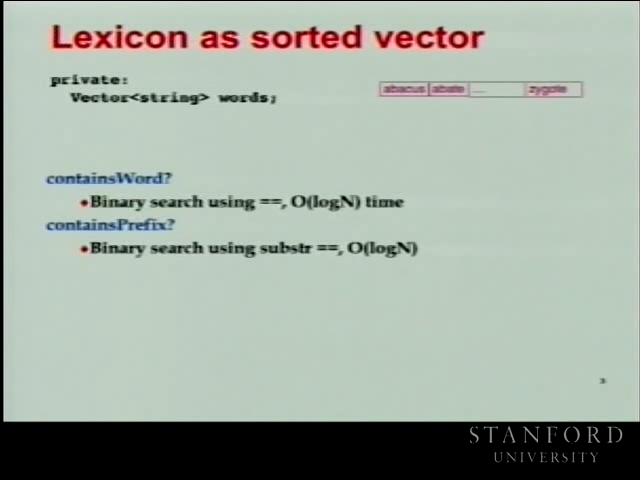 Lexicon as sorted vector
private:
Vector<string> words;
abacus abate ... zygote
containsWord?
•Binary search using ==, O(logN) time
containsPrefix?
•Binary search using substr ==, O(logN)
3
STANFORD
UNIVERSITY